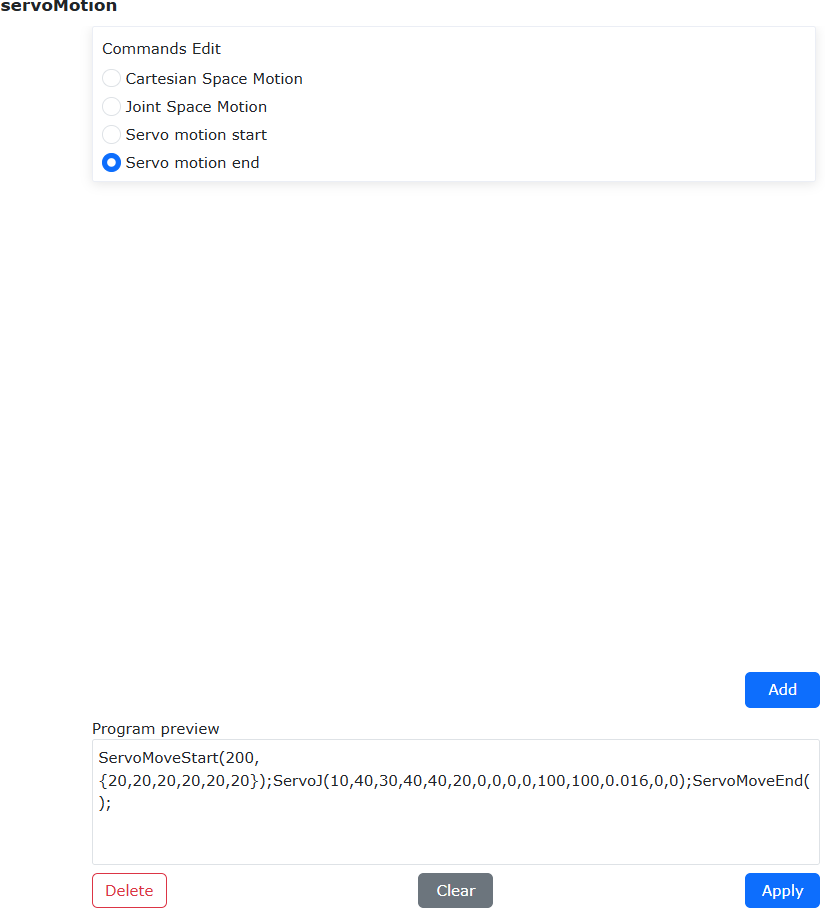 servoMotion
Commands Edit
Cartesian Space Motion
Joint Space Motion
Servo motion start
Servo motion end
Add
Program preview
ServoMoveStart(200,
{20,20,20,20,20,20});ServoJ(10,40,30,40,40,20,0,0,0,0,100,100,0.016,0,0);ServoMoveEnd(
);
Delete
Clear
Apply